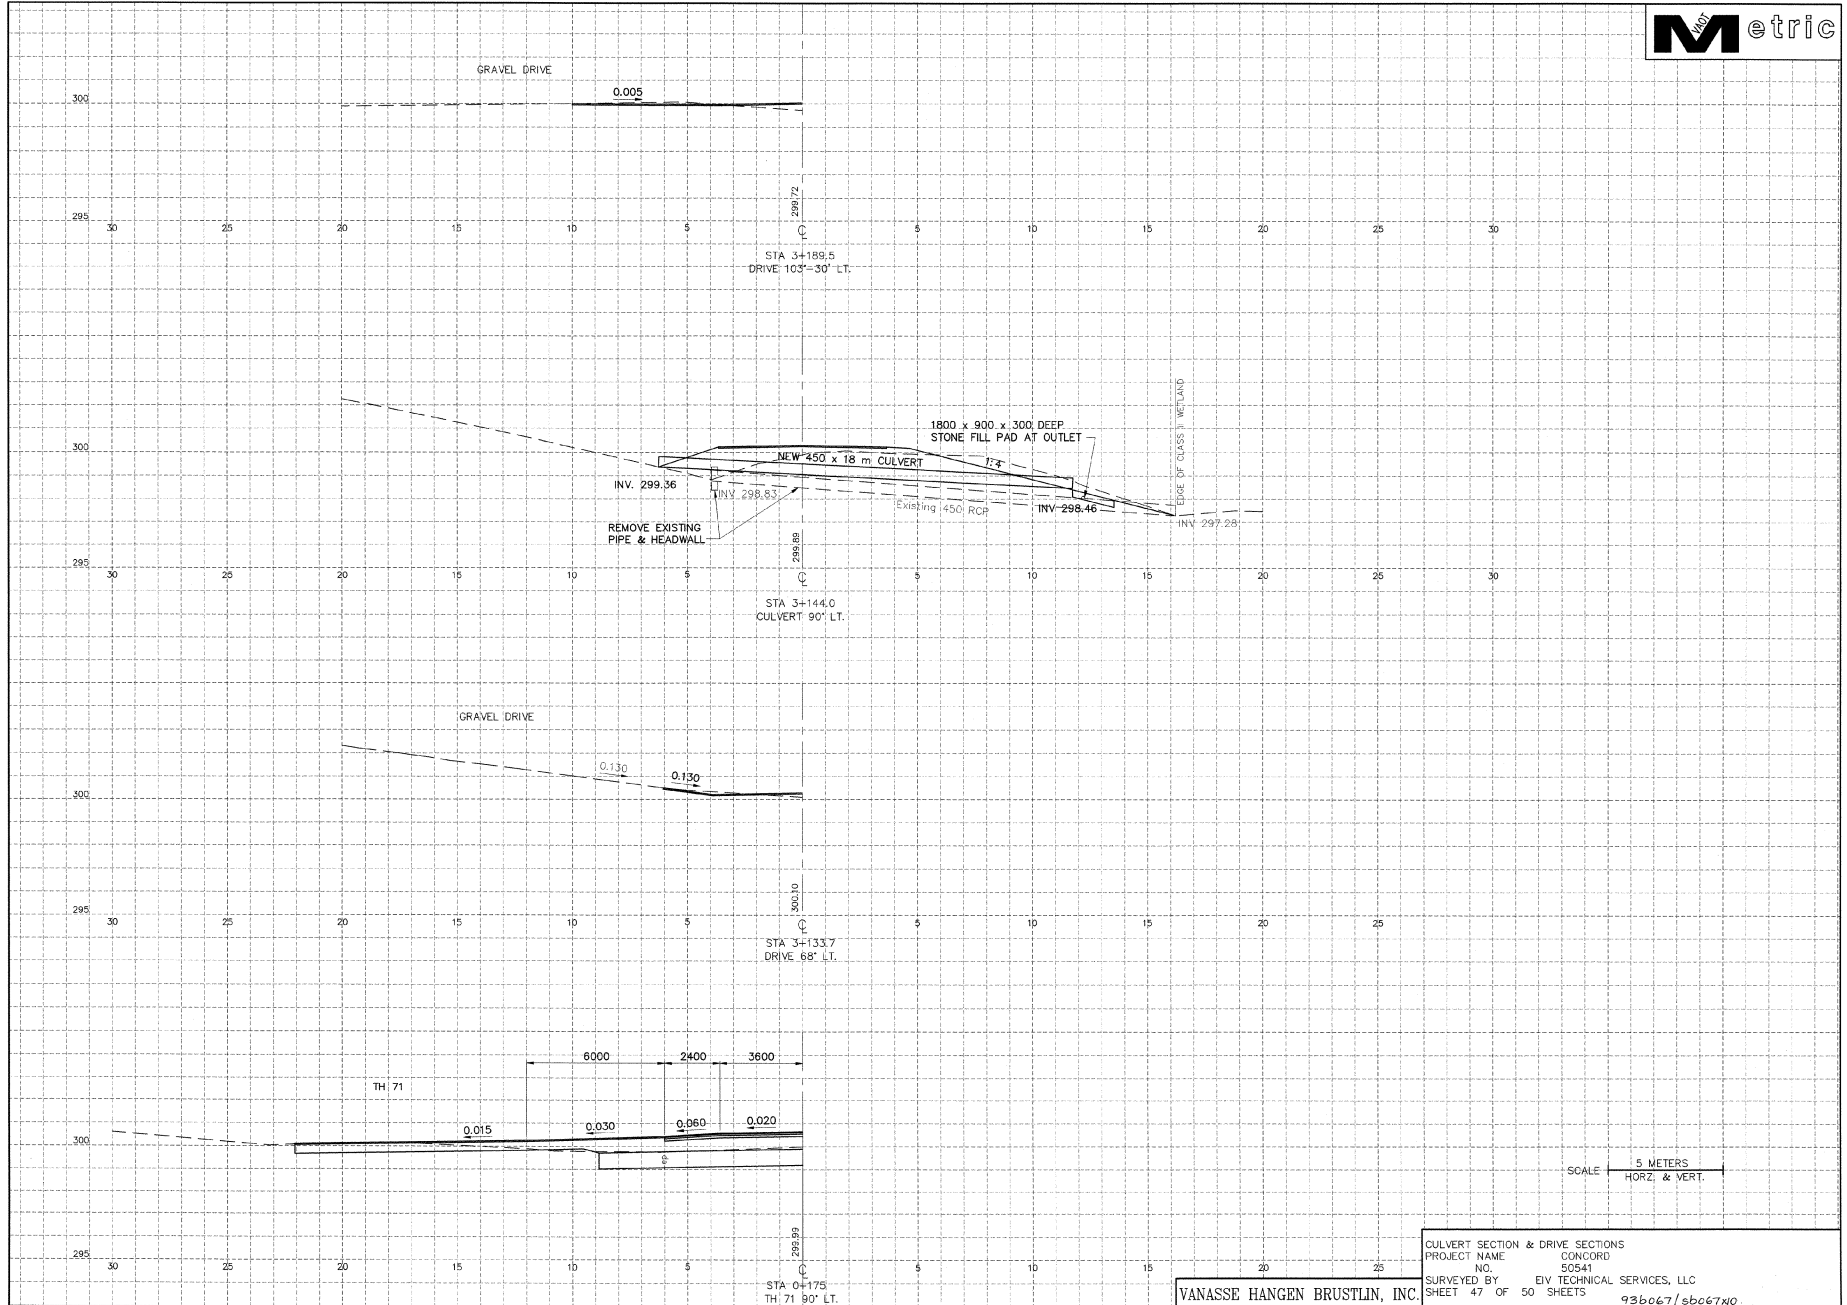 VAOT Metric
GRAVEL DRIVE
0.005
300
299.72
295
30 25 20 15 10 5 ℄ 5 10 15 20 25 30
STA 3+189.5
DRIVE 103°-30' LT.
EDGE OF CLASS II WETLAND
1800 x 900 x 300 DEEP
STONE FILL PAD AT OUTLET
300
NEW 450 x 18 m CULVERT
1:4
INV. 299.36
INV 298.83
Existing 450 RCP
INV 298.46
INV 297.28
REMOVE EXISTING
PIPE & HEADWALL
299.89
295
30 25 20 15 10 5 ℄ 5 10 15 20 25 30
STA 3+144.0
CULVERT 90° LT.
GRAVEL DRIVE
0.130
0.130
300
300.10
295
30 25 20 15 10 5 ℄ 5 10 15 20 25
STA 3+133.7
DRIVE 68° LT.
6000 2400 3600
TH 71
0.015 0.030 0.060 0.020
300
SCALE 5 METERS
HORZ. & VERT.
299.99
295
30 25 20 15 10 5 ℄ 5 10 15 20 25
STA 0+175
TH 71 90° LT.
VANASSE HANGEN BRUSTLIN, INC.
CULVERT SECTION & DRIVE SECTIONS
PROJECT NAME CONCORD
NO. 50541
SURVEYED BY EIV TECHNICAL SERVICES, LLC
SHEET 47 OF 50 SHEETS
93b067/sb067x10